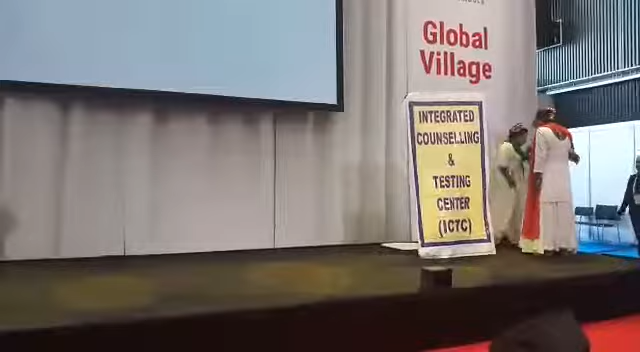 Global
Village
INTEGRATED
COUNSELLING
&
TESTING
CENTER
(ICTC)